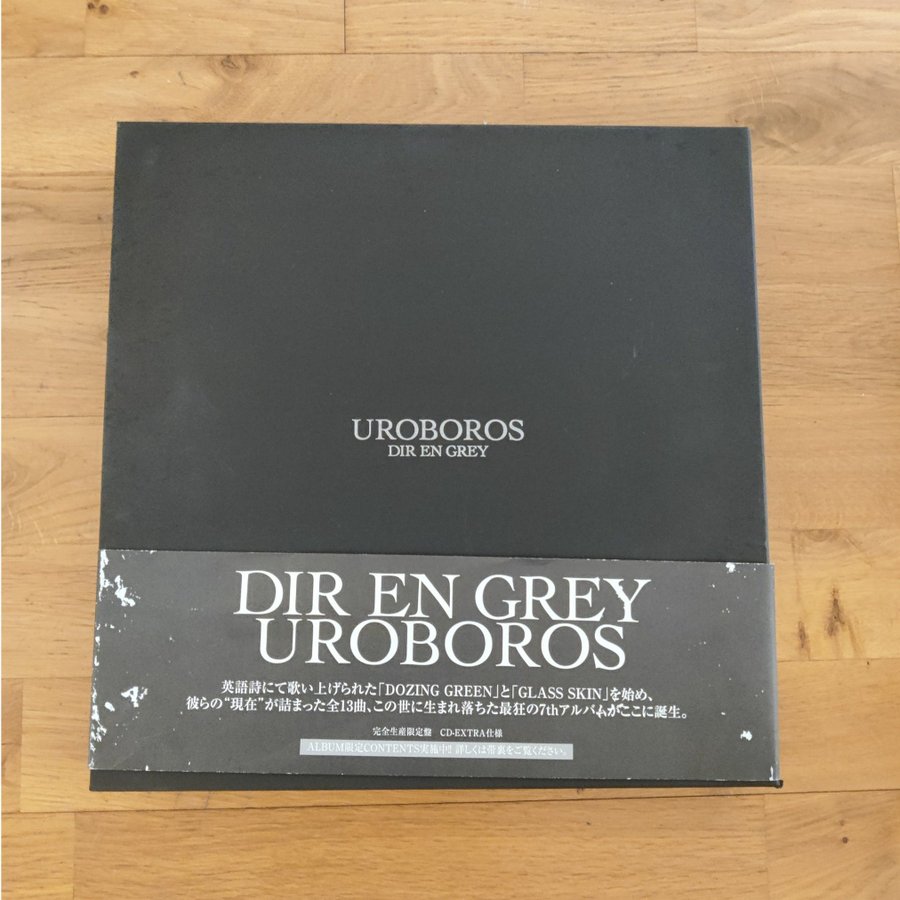 UROBOROS
DIR EN GREY
DIR EN GREY
UROBOROS
英語詩にて歌い上げられた「DOZING GREEN」と「GLASS SKIN」を始め、
彼らの“現在”が詰まった全13曲、この世に生まれ落ちた最狂の7thアルバムがここに誕生。
完全生産限定盤 CD-EXTRA仕様
ALBUM限定CONTENTS実施中!! 詳しくは帯裏をご覧ください。